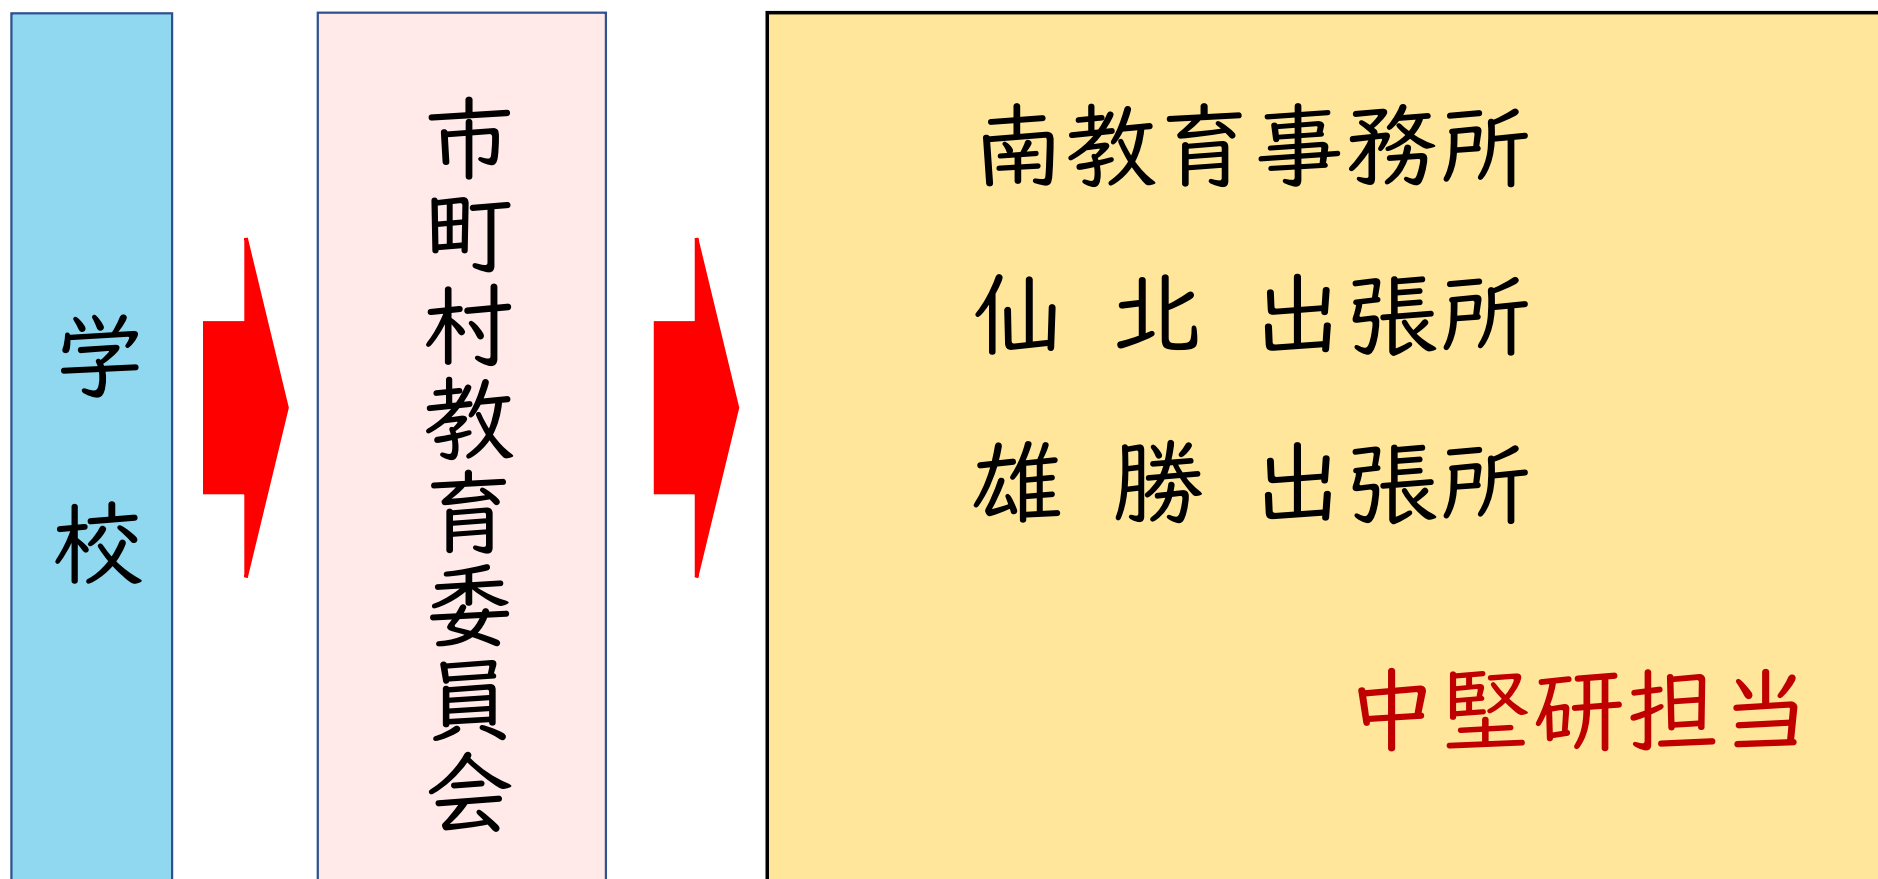 学校
市町村教育委員会
南教育事務所
仙 北 出張所
雄 勝 出張所
中堅研担当